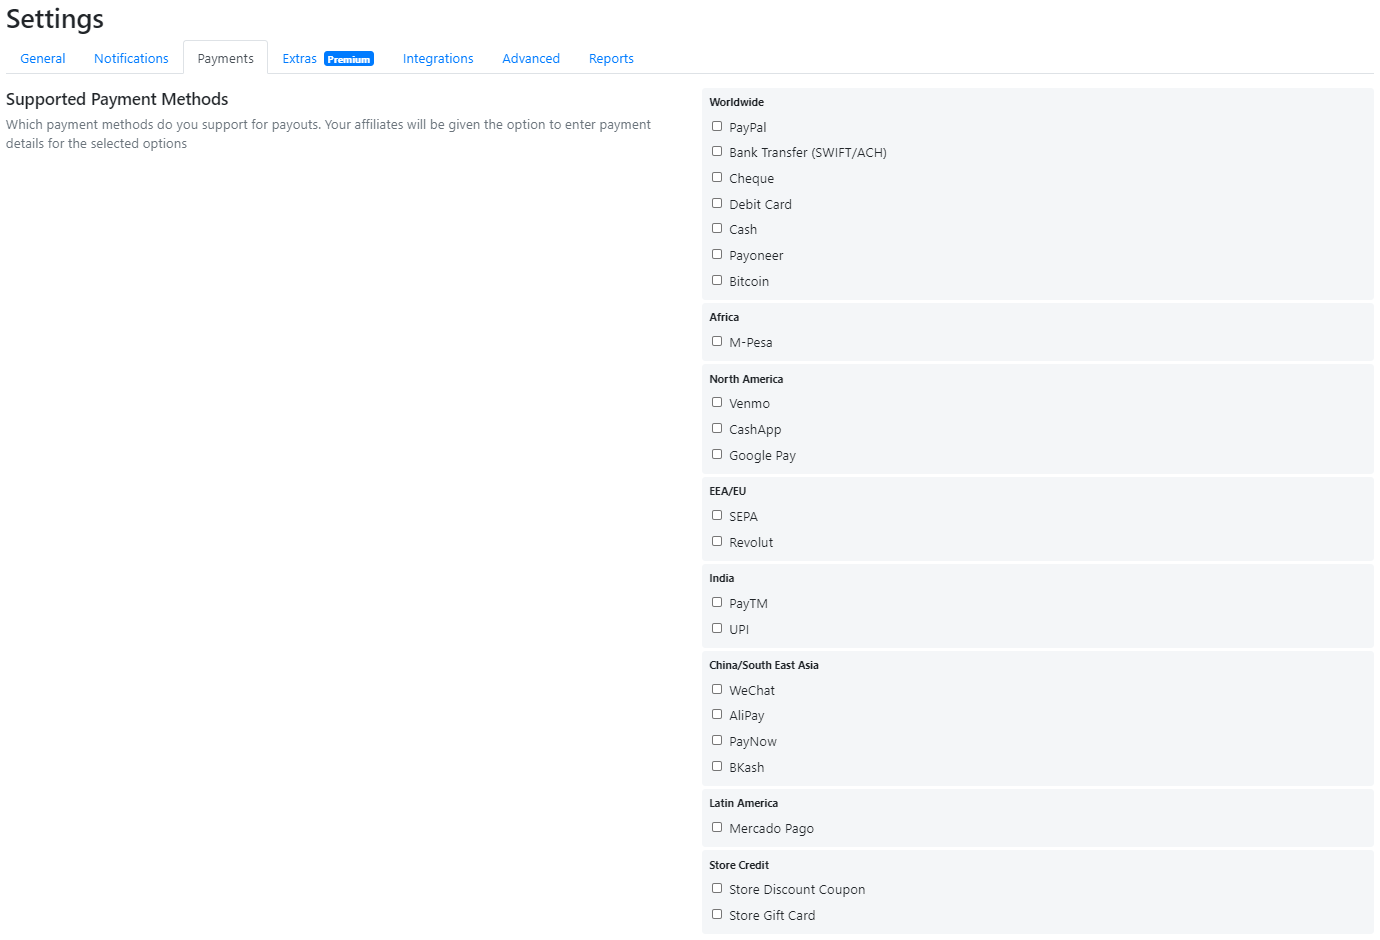 Settings
General Notifications Payments Extras Premium Integrations Advanced Reports
Supported Payment Methods
Which payment methods do you support for payouts. Your affiliates will be given the option to enter payment
details for the selected options
Worldwide
PayPal
Bank Transfer (SWIFT/ACH)
Cheque
Debit Card
Cash
Payoneer
Bitcoin
Africa
M-Pesa
North America
Venmo
CashApp
Google Pay
EEA/EU
SEPA
Revolut
India
PayTM
UPI
China/South East Asia
WeChat
AliPay
PayNow
BKash
Latin America
Mercado Pago
Store Credit
Store Discount Coupon
Store Gift Card